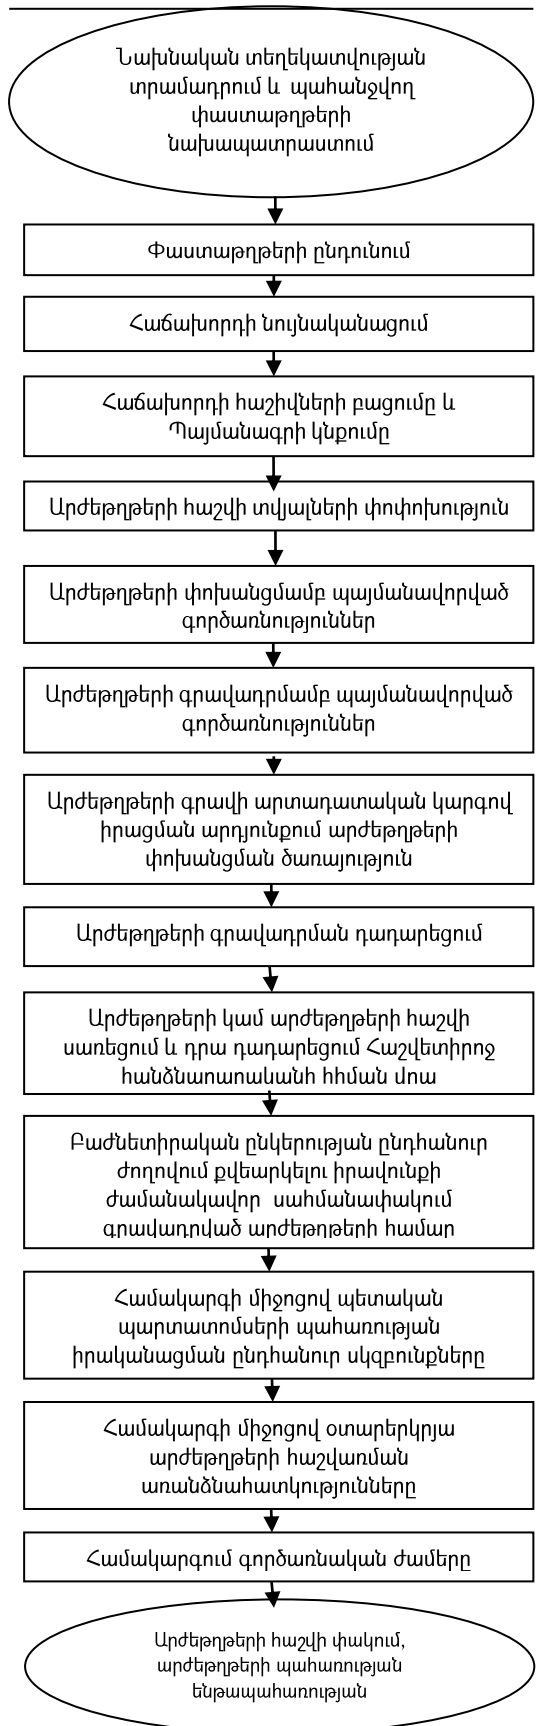 Նախնական տեղեկատվության
տրամադրում և պահանջվող
փաստաթղթերի
նախապատրաստում
Փաստաթղթերի ընդունում
Հաճախորդի նույնականացում
Հաճախորդի հաշիվների բացումը և
Պայմանագրի կնքումը
Արժեթղթերի հաշվի տվյալների փոփոխություն
Արժեթղթերի փոխանցմամբ պայմանավորված
գործառնություններ
Արժեթղթերի գրավադրմամբ պայմանավորված
գործառնություններ
Արժեթղթերի գրավի արտադատական կարգով
իրացման արդյունքում արժեթղթերի
փոխանցման ծառայություն
Արժեթղթերի գրավադրման դադարեցում
Արժեթղթերի կամ արժեթղթերի հաշվի
սառեցում և դրա դադարեցում Հաշվետիրոջ
հանձնարարականի հիման վրա
Բաժնետիրական ընկերության ընդհանուր
ժողովում քվեարկելու իրավունքի
ժամանակավոր սահմանափակում
գրավադրված արժեթղթերի համար
Համակարգի միջոցով պետական
պարտատոմսերի պահառության
իրականացման ընդհանուր սկզբունքները
Համակարգի միջոցով օտարերկրյա
արժեթղթերի հաշվառման
առանձնահատկությունները
Համակարգում գործառնական ժամերը
Արժեթղթերի հաշվի փակում,
արժեթղթերի պահառության
ենթապահառության